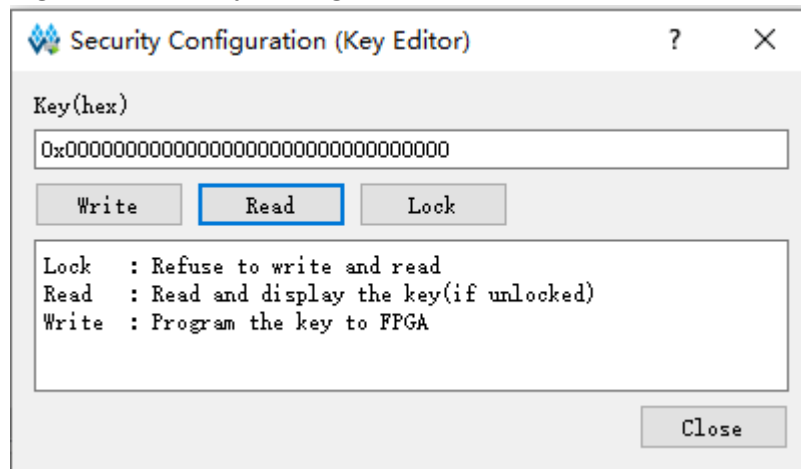 Security Configuration (Key Editor) ? ×
Key(hex)
0x00000000000000000000000000000000
Write Read Lock
Lock : Refuse to write and read
Read : Read and display the key(if unlocked)
Write : Program the key to FPGA
Close